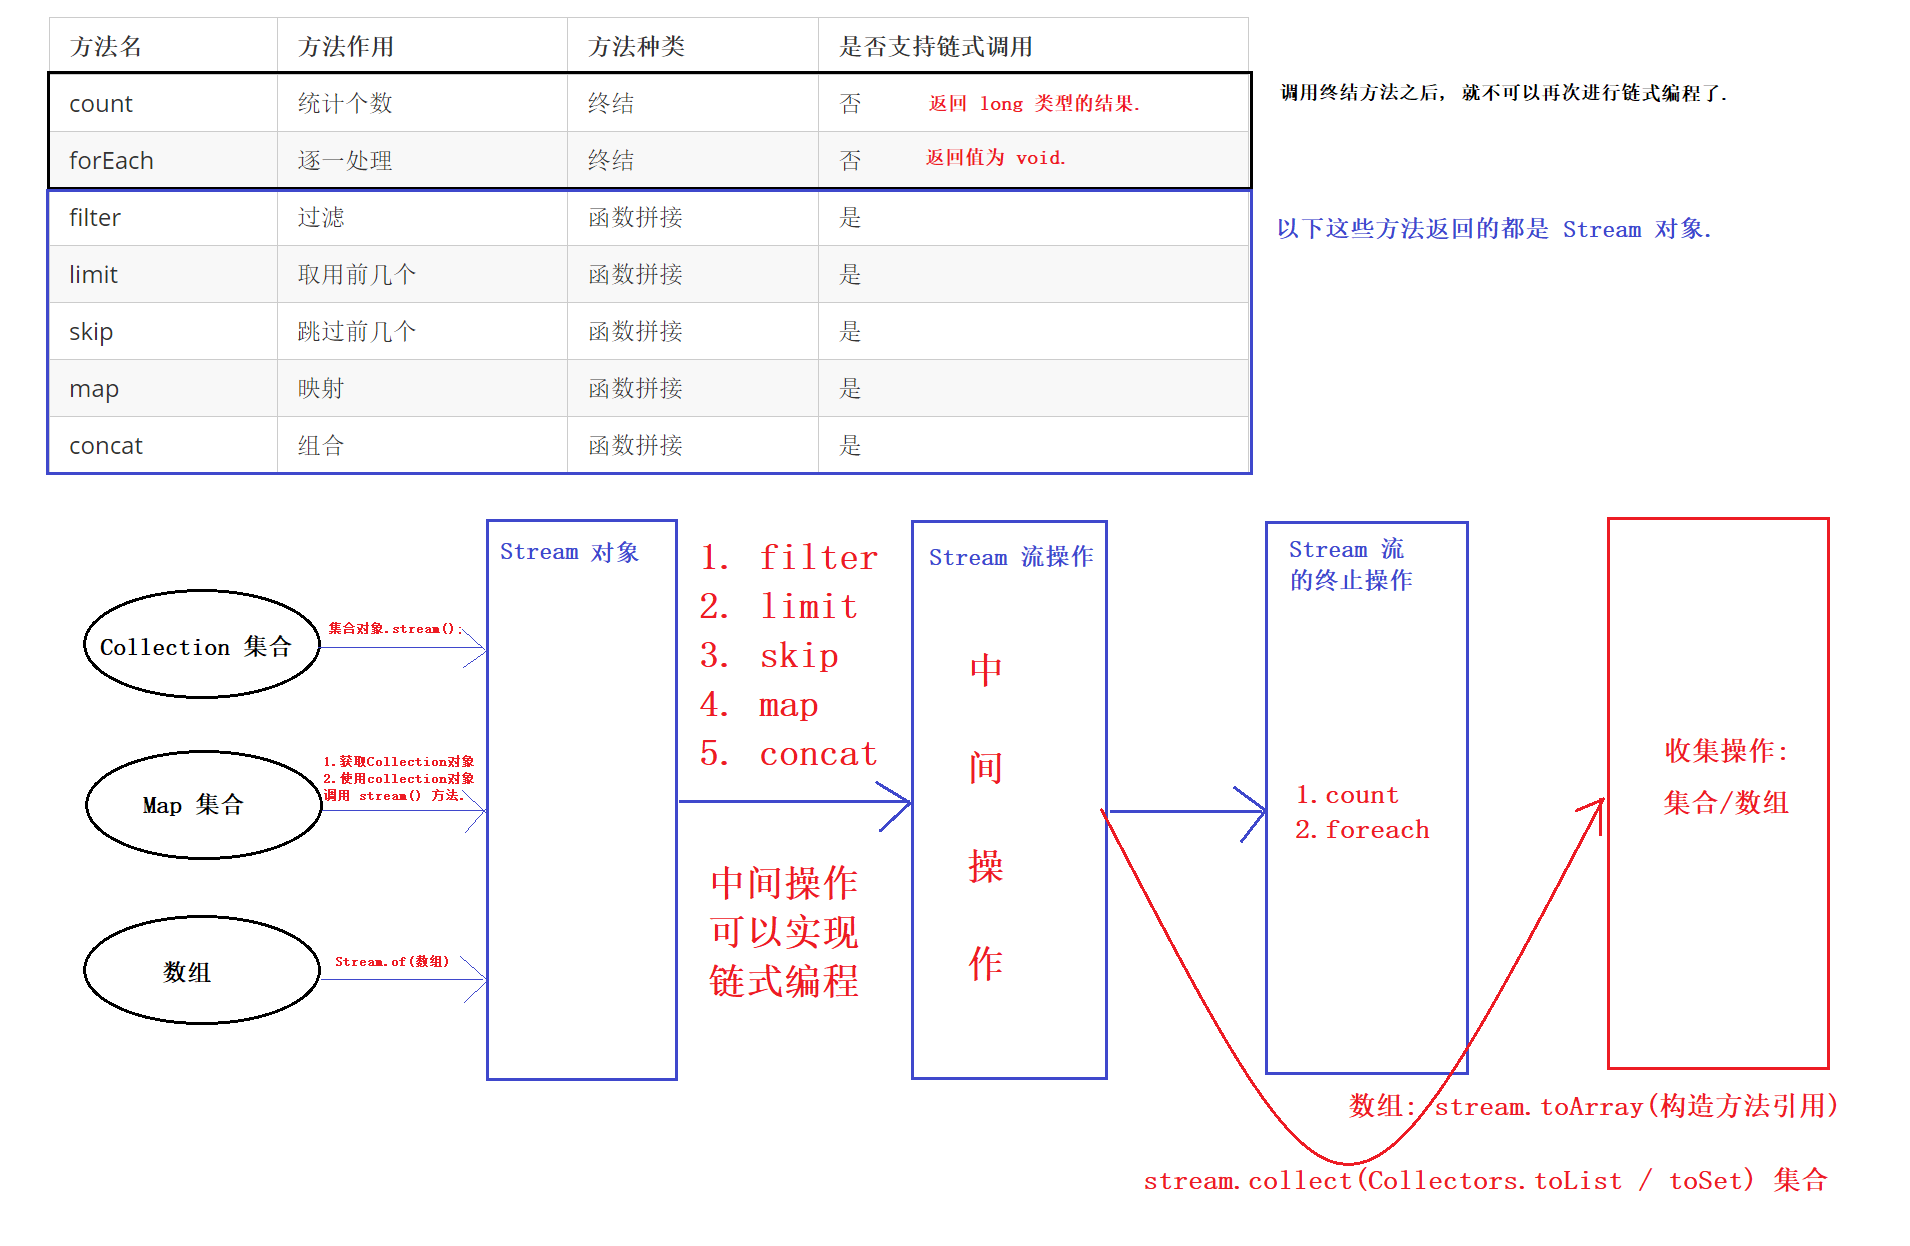 方法名 方法作用 方法种类 是否支持链式调用
count 统计个数 终结 否 返回 long 类型的结果.
调用终结方法之后, 就不可以再次进行链式编程了.
forEach 逐一处理 终结 否 返回值为 void.
filter 过滤 函数拼接 是
以下这些方法返回的都是 Stream 对象.
limit 取用前几个 函数拼接 是
skip 跳过前几个 函数拼接 是
map 映射 函数拼接 是
concat 组合 函数拼接 是
Collection 集合
集合对象.stream();
Map 集合
1.获取Collection对象
2.使用collection对象
调用 stream() 方法.
数组
Stream.of(数组)
Stream 对象
1. filter
2. limit
3. skip
4. map
5. concat
中间操作
可以实现
链式编程
Stream 流操作
中
间
操
作
Stream 流
的终止操作
1.count
2.foreach
收集操作:
集合/数组
数组: stream.toArray(构造方法引用)
stream.collect(Collectors.toList / toSet) 集合